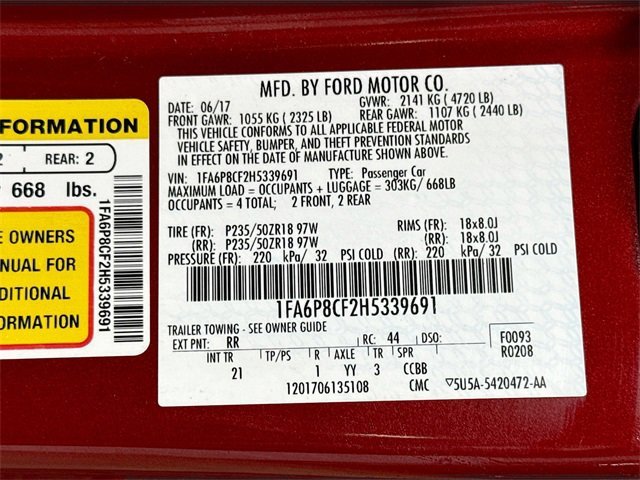 FORMATION
2 REAR: 2
668 lbs.
E OWNERS
NUAL FOR
DITIONAL
ORMATION
1FA6P8CF2H5339691
MFD. BY FORD MOTOR CO.
DATE: 06/17 GVWR: 2141 KG ( 4720 LB)
FRONT GAWR: 1055 KG ( 2325 LB) REAR GAWR: 1107 KG ( 2440 LB)
THIS VEHICLE CONFORMS TO ALL APPLICABLE FEDERAL MOTOR
VEHICLE SAFETY, BUMPER, AND THEFT PREVENTION STANDARDS
IN EFFECT ON THE DATE OF MANUFACTURE SHOWN ABOVE.
VIN: 1FA6P8CF2H5339691 TYPE: Passenger Car
MAXIMUM LOAD = OCCUPANTS + LUGGAGE = 303KG/668LB
OCCUPANTS = 4 TOTAL; 2 FRONT, 2 REAR
TIRE (FR): P235/50ZR18 97W RIMS (FR): 18x8.0J
(RR): P235/50ZR18 97W (RR): 18x8.0J
PRESSURE (FR): 220 kPa/ 32 PSI COLD (RR): 220 kPa/ 32 PSI COLD
1FA6P8CF2H5339691
TRAILER TOWING - SEE OWNER GUIDE
EXT PNT: RR RC: 44 DSO: F0093
R0208
INT TR TP/PS R AXLE TR SPR
21 1 YY 3 CCBB
1201706135108 CMC 5U5A-5420472-AA